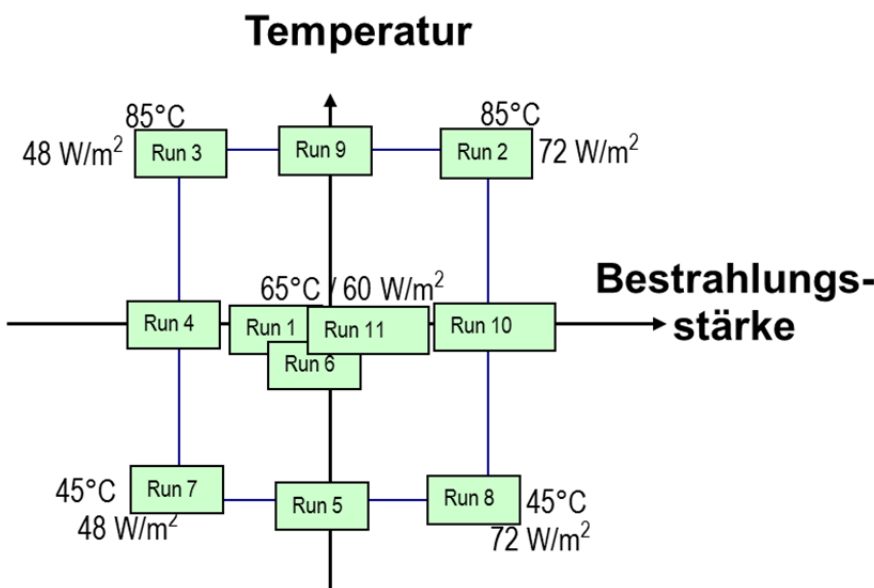 Temperatur
85°C
85°C
48 W/m²
Run 3
Run 9
Run 2
72 W/m²
65°C / 60 W/m²
Bestrahlungs-
stärke
Run 4
Run 1
Run 11
Run 10
Run 6
45°C
Run 7
Run 5
Run 8
45°C
48 W/m²
72 W/m²